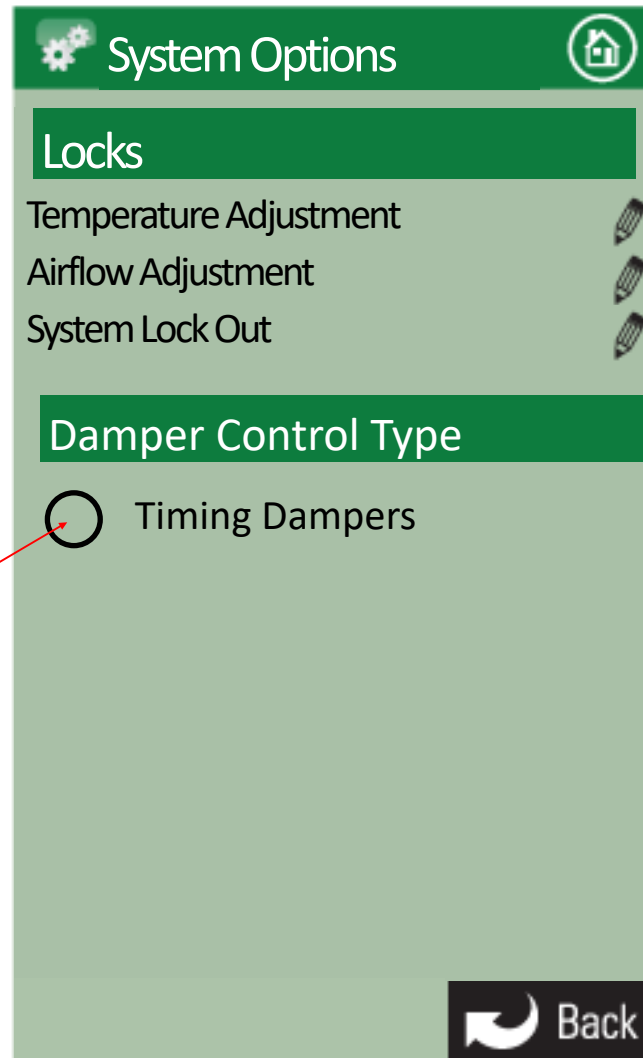 System Options
Locks
Temperature Adjustment
Airflow Adjustment
System Lock Out
Damper Control Type
Timing Dampers
Back